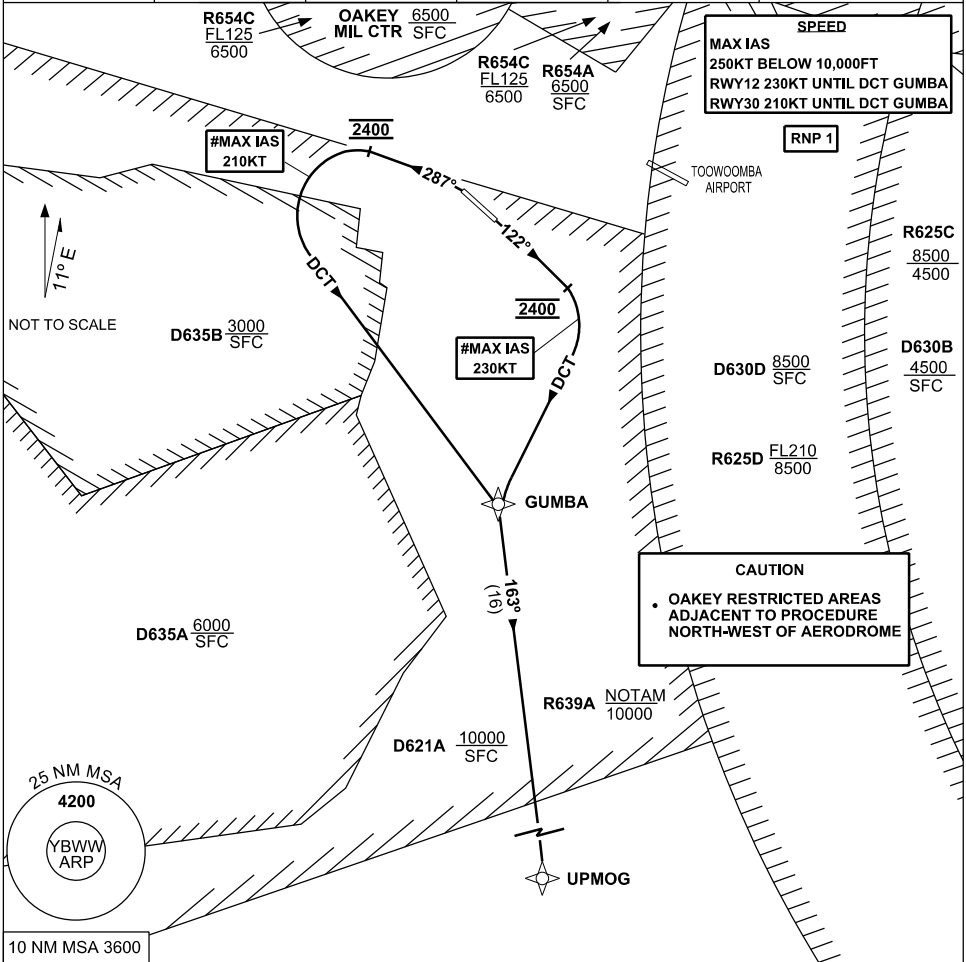 R654C
FL125
6500
OAKEY
MIL CTR
6500
SFC
R654C
FL125
6500
R654A
6500
SFC
SPEED
MAX IAS
250KT BELOW 10,000FT
RWY12 230KT UNTIL DCT GUMBA
RWY30 210KT UNTIL DCT GUMBA
RNP 1
#MAX IAS
210KT
2400
287°
TOOWOOMBA
AIRPORT
122°
R625C
8500
4500
11° E
DCT
NOT TO SCALE
D635B
3000
SFC
2400
#MAX IAS
230KT
DCT
D630D
8500
SFC
D630B
4500
SFC
R625D
FL210
8500
GUMBA
163°
(16)
CAUTION
• OAKEY RESTRICTED AREAS
ADJACENT TO PROCEDURE
NORTH-WEST OF AERODROME
D635A
6000
SFC
R639A
NOTAM
10000
D621A
10000
SFC
25 NM MSA
4200
YBWW
ARP
UPMOG
10 NM MSA 3600